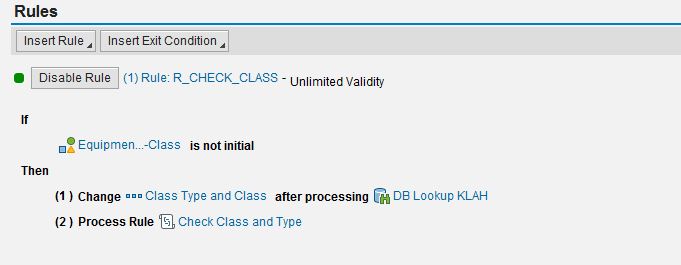 Rules
Insert Rule Insert Exit Condition
Disable Rule (1) Rule: R_CHECK_CLASS - Unlimited Validity
If
Equipmen...-Class is not initial
Then
(1 ) Change Class Type and Class after processing DB Lookup KLAH
(2 ) Process Rule Check Class and Type